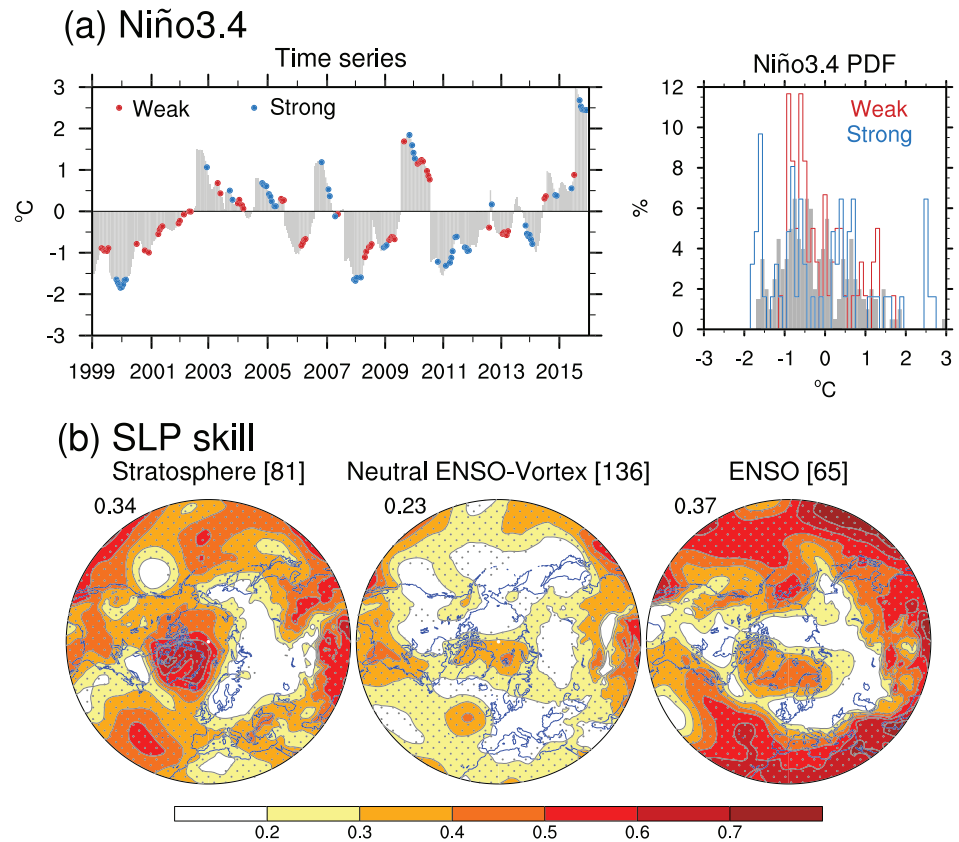 (a) Niño3.4
Time series
Niño3.4 PDF
Weak
Strong
3
2
1
0
-1
-2
-3
°C
1999 2001 2003 2005 2007 2009 2011 2013 2015
12
10
8
6
4
2
0
%
Weak
Strong
-3 -2 -1 0 1 2 3
°C
(b) SLP skill
Stratosphere [81]
Neutral ENSO-Vortex [136]
ENSO [65]
0.34
0.23
0.37
0.2 0.3 0.4 0.5 0.6 0.7